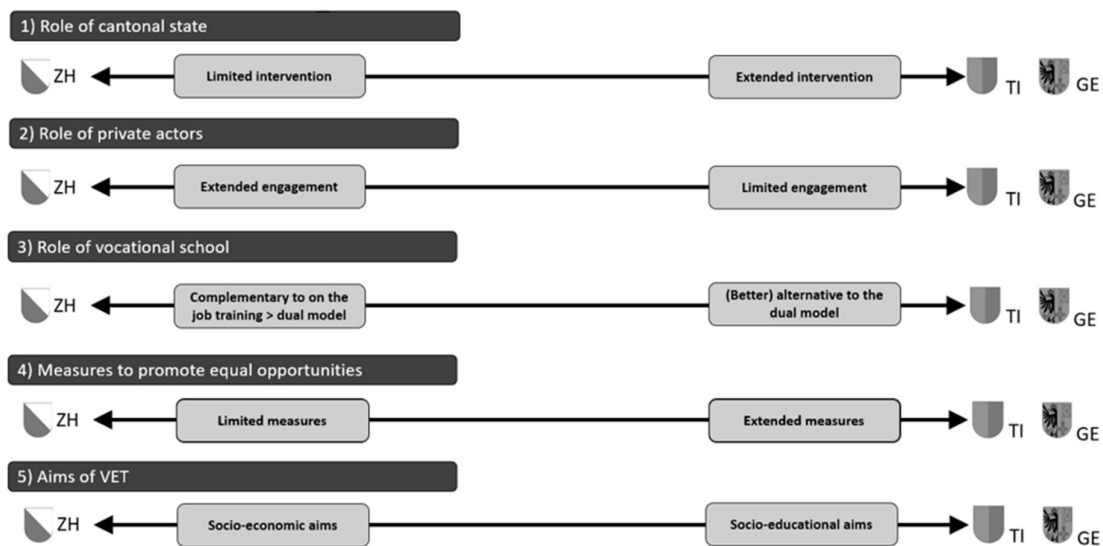 1) Role of cantonal state
ZH
Limited intervention
Extended intervention
TI
GE
2) Role of private actors
ZH
Extended engagement
Limited engagement
TI
GE
3) Role of vocational school
ZH
Complementary to on the
job training > dual model
(Better) alternative to the
dual model
TI
GE
4) Measures to promote equal opportunities
ZH
Limited measures
Extended measures
TI
GE
5) Aims of VET
ZH
Socio-economic aims
Socio-educational aims
TI
GE